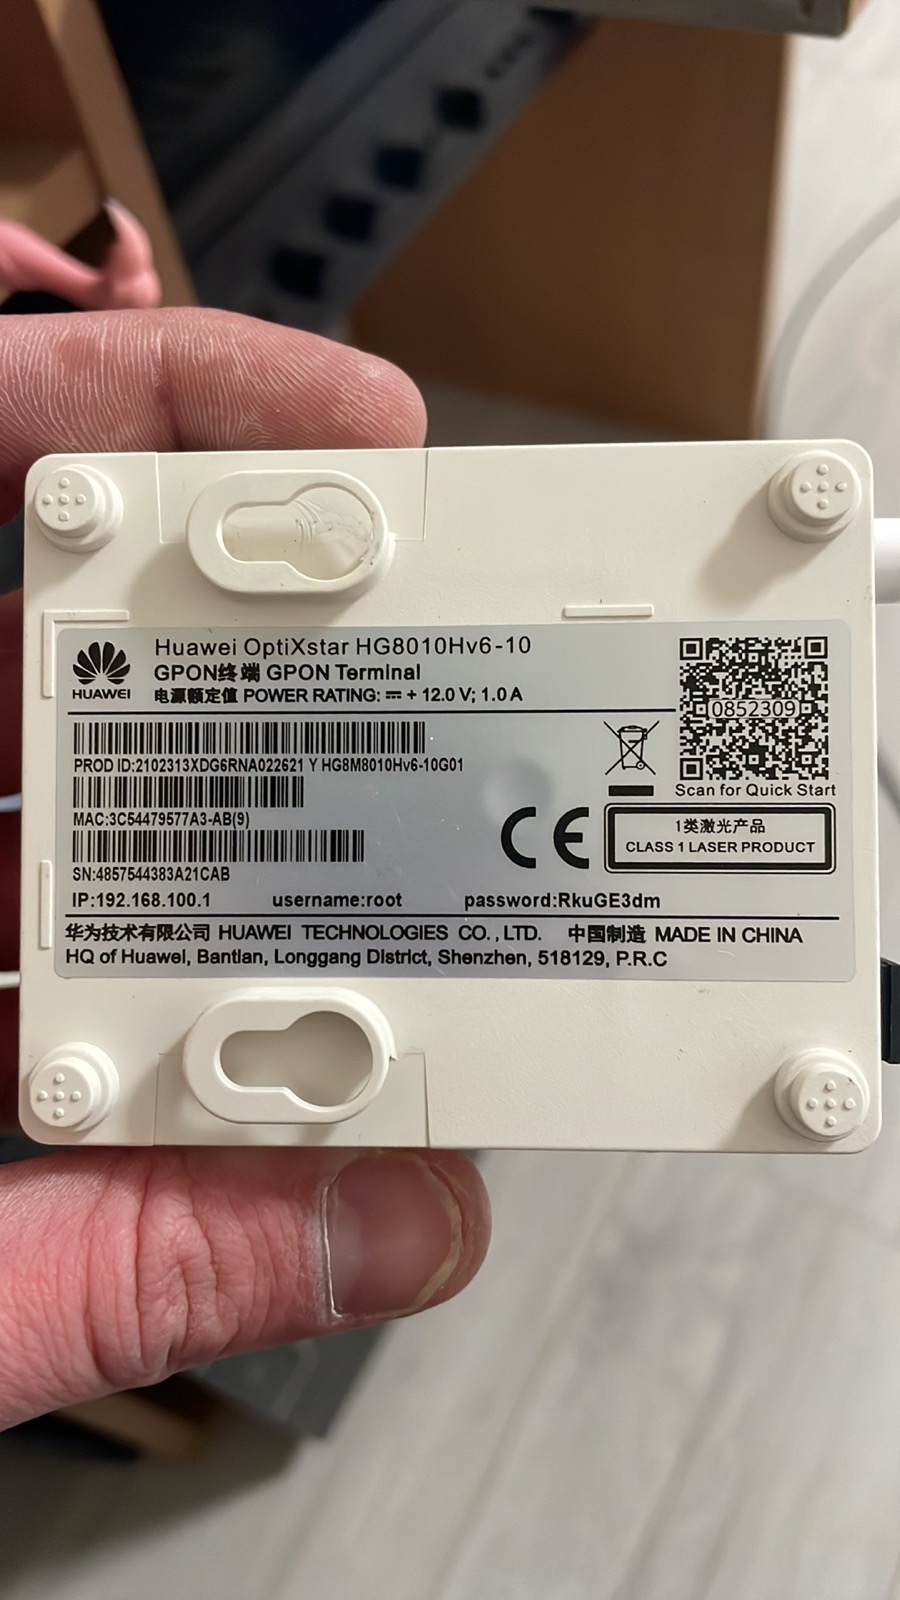 Huawei OptiXstar HG8010Hv6-10
GPON终端 GPON Terminal
电源额定值 POWER RATING: ⎓ + 12.0 V; 1.0 A
HUAWEI
0852309
Scan for Quick Start
PROD ID:2102313XDG6RNA022621 Y HG8M8010Hv6-10G01
MAC:3C54479577A3-AB(9)
SN:4857544383A21CAB
CE
1类激光产品
CLASS 1 LASER PRODUCT
IP:192.168.100.1 username:root password:RkuGE3dm
华为技术有限公司 HUAWEI TECHNOLOGIES CO., LTD. 中国制造 MADE IN CHINA
HQ of Huawei, Bantian, Longgang District, Shenzhen, 518129, P.R.C